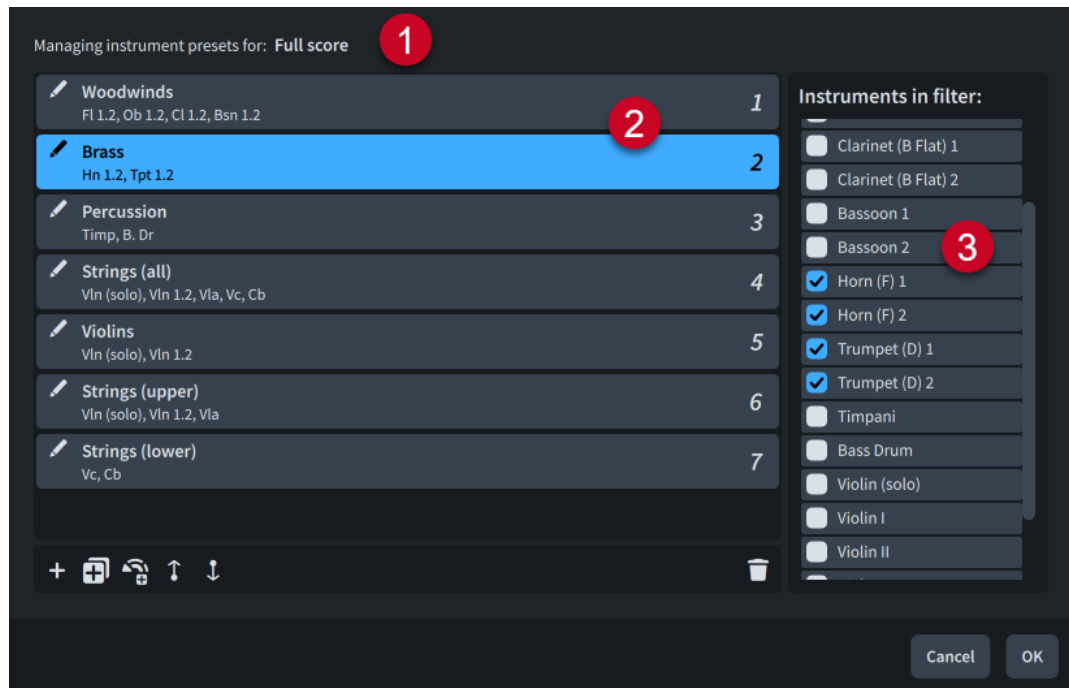 Managing instrument presets for: Full score
1
Woodwinds
Fl 1.2, Ob 1.2, Cl 1.2, Bsn 1.2
1
2
Brass
Hn 1.2, Tpt 1.2
2
Percussion
Timp, B. Dr
3
Strings (all)
Vln (solo), Vln 1.2, Vla, Vc, Cb
4
Violins
Vln (solo), Vln 1.2
5
Strings (upper)
Vln (solo), Vln 1.2, Vla
6
Strings (lower)
Vc, Cb
7
Instruments in filter:
Clarinet (B Flat) 1
Clarinet (B Flat) 2
Bassoon 1
Bassoon 2
3
Horn (F) 1
Horn (F) 2
Trumpet (D) 1
Trumpet (D) 2
Timpani
Bass Drum
Violin (solo)
Violin I
Violin II
Cancel
OK